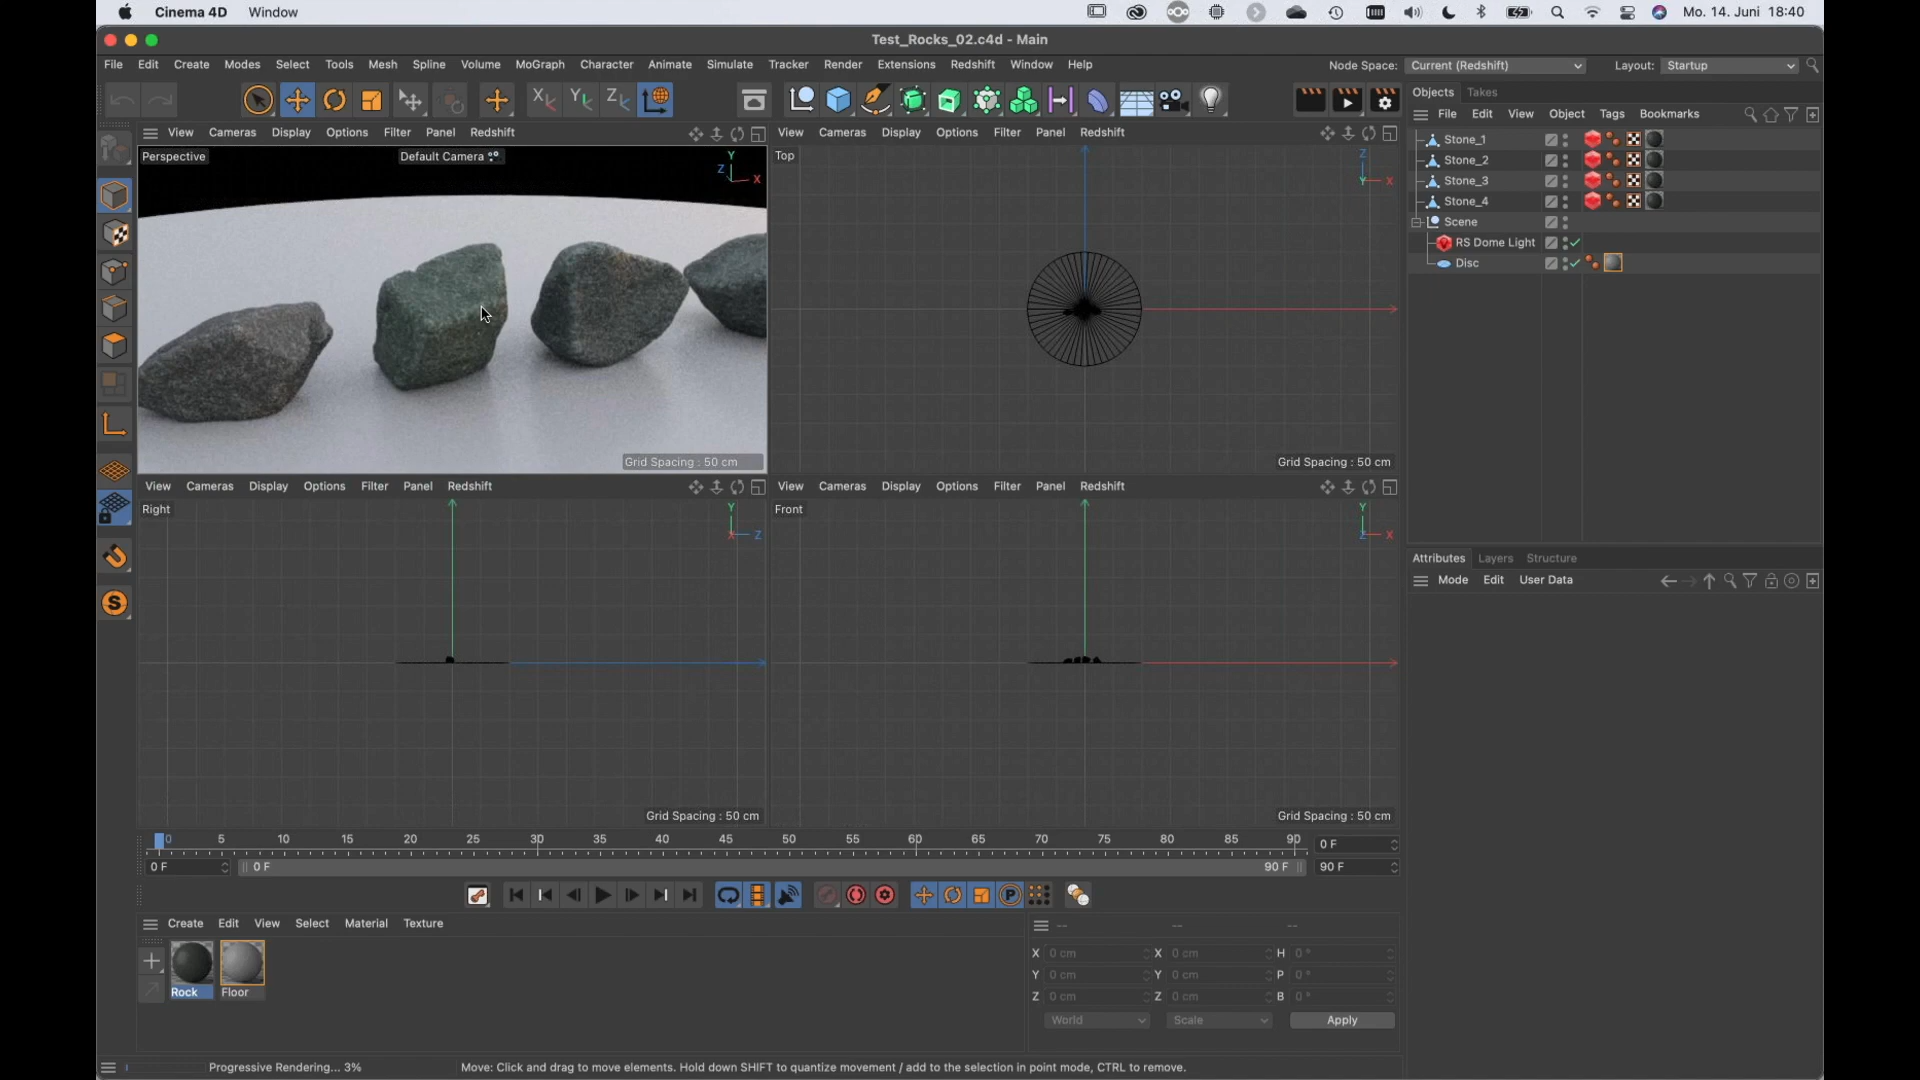 Cinema 4D Window Mo. 14. Juni 18:40
Test_Rocks_02.c4d - Main
File Edit Create Modes Select Tools Mesh Spline Volume MoGraph Character Animate Simulate Tracker Render Extensions Redshift Window Help Node Space: Current (Redshift) Layout: Startup
Objects Takes
File Edit View Object Tags Bookmarks
View Cameras Display Options Filter Panel Redshift
View Cameras Display Options Filter Panel Redshift
Perspective
Default Camera
Y
Z
X
Grid Spacing : 50 cm
Top
Z
Y
X
Grid Spacing : 50 cm
Stone_1
Stone_2
Stone_3
Stone_4
Scene
RS Dome Light
Disc
View Cameras Display Options Filter Panel Redshift
View Cameras Display Options Filter Panel Redshift
Right
Y
X
Z
Grid Spacing : 50 cm
Front
Y
Z
X
Grid Spacing : 50 cm
Attributes Layers Structure
Mode Edit User Data
0 5 10 15 20 25 30 35 40 45 50 55 60 65 70 75 80 85 90
0 F
0 F
0 F
90 F
90 F
Create Edit View Select Material Texture
Rock
Floor
-- -- --
X 0 cm X 0 cm H 0 °
Y 0 cm Y 0 cm P 0 °
Z 0 cm Z 0 cm B 0 °
World Scale Apply
Progressive Rendering... 3%
Move: Click and drag to move elements. Hold down SHIFT to quantize movement / add to the selection in point mode, CTRL to remove.